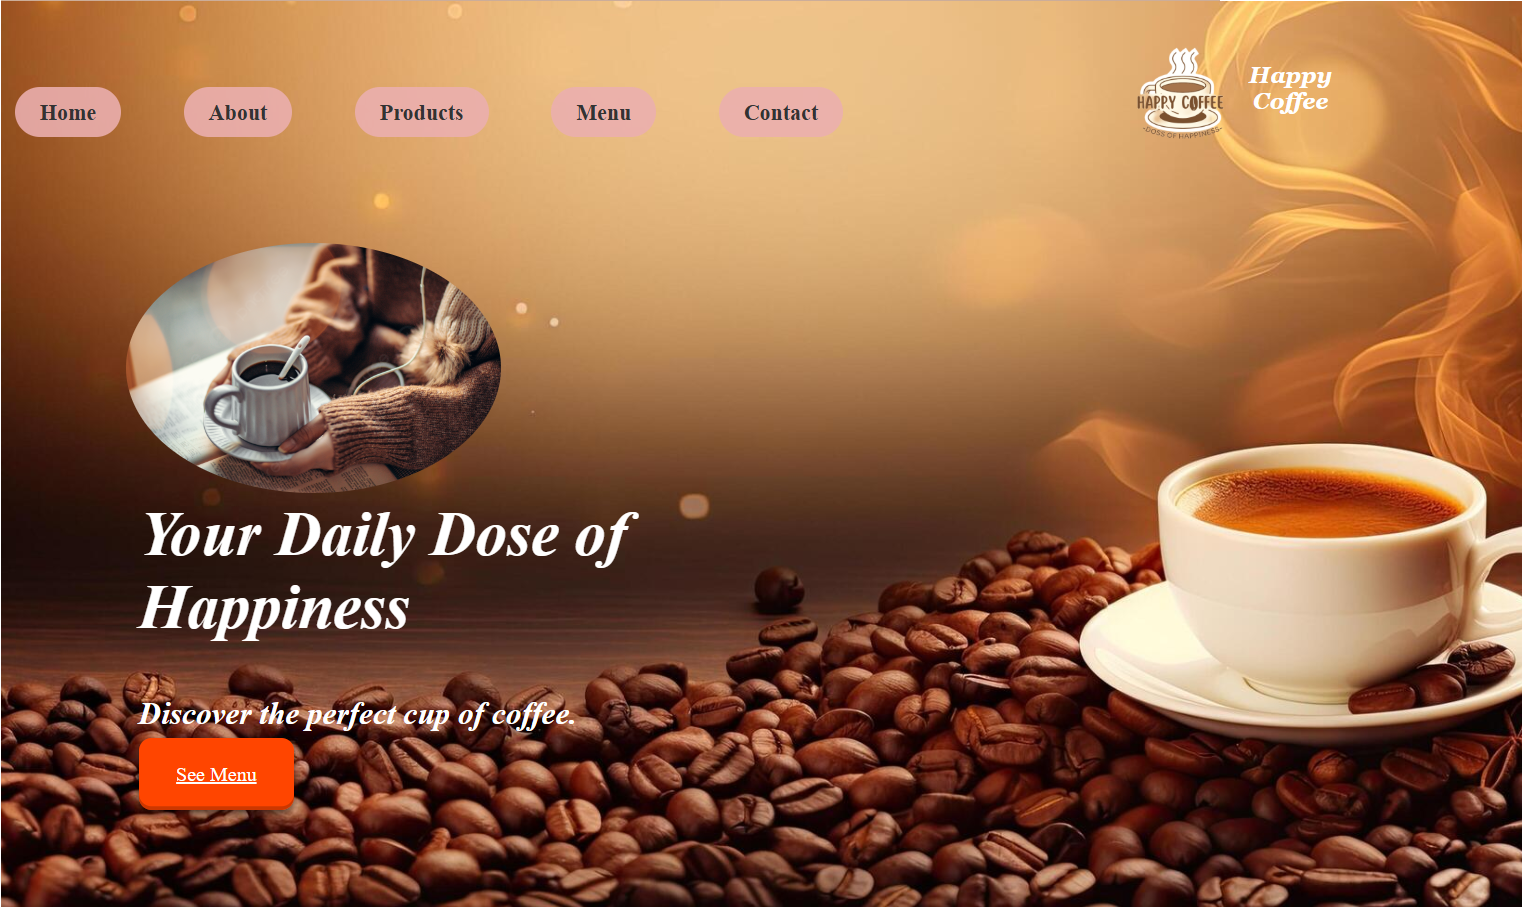 Home
About
Products
Menu
Contact
HAPPY COFFEE
-DOSS OF HAPPINESS-
Happy
Coffee
Your Daily Dose of
Happiness
Discover the perfect cup of coffee.
See Menu